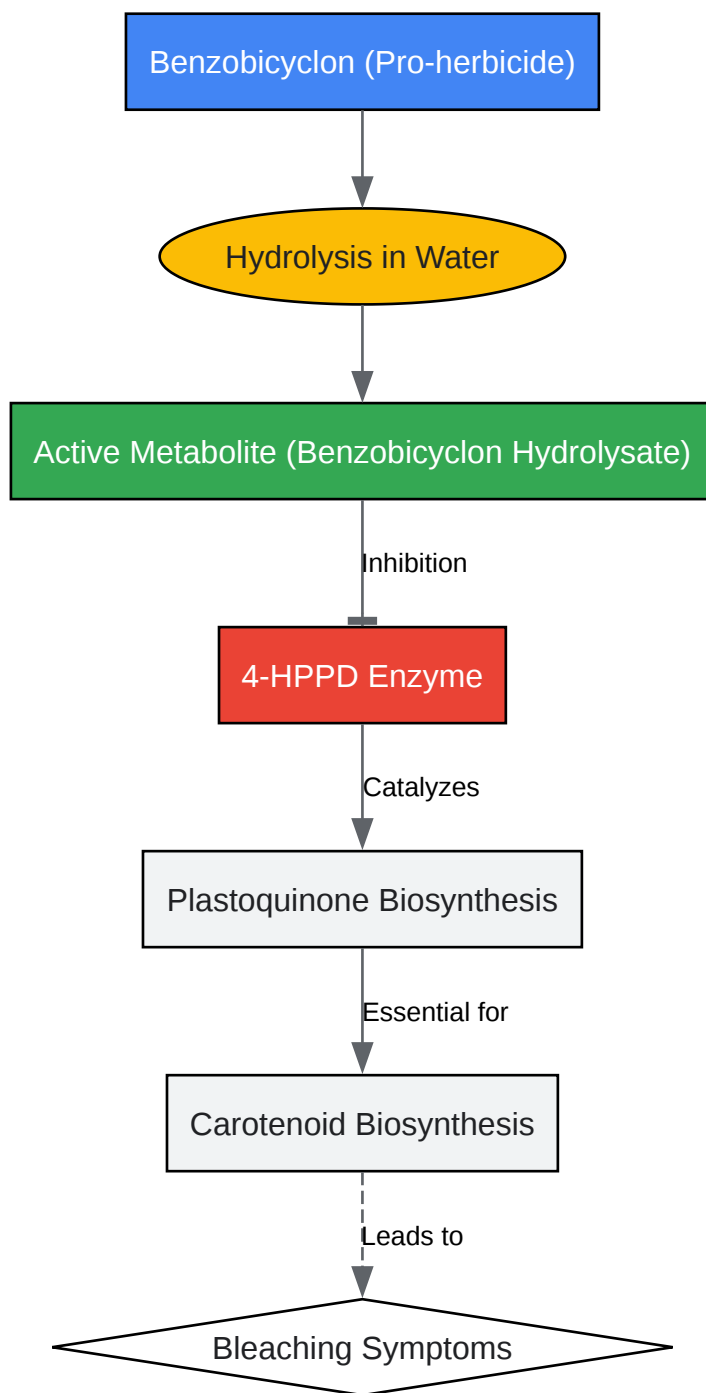 Benzobicyclon (Pro-herbicide)
Hydrolysis in Water
Active Metabolite (Benzobicyclon Hydrolysate)
Inhibition
4-HPPD Enzyme
Catalyzes
Plastoquinone Biosynthesis
Essential for
Carotenoid Biosynthesis
Leads to
Bleaching Symptoms